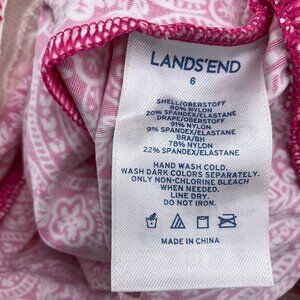 LANDS'END
6
SHELL/OBERSTOFF
80% NYLON
20% SPANDEX/ELASTANE
DRAPE/OBERSTOFF
91% NYLON
9% SPANDEX/ELASTANE
BRA/BH
78% NYLON
22% SPANDEX/ELASTANE
HAND WASH COLD.
WASH DARK COLORS SEPARATELY.
ONLY NON-CHLORINE BLEACH
WHEN NEEDED.
LINE DRY.
DO NOT IRON.
MADE IN CHINA